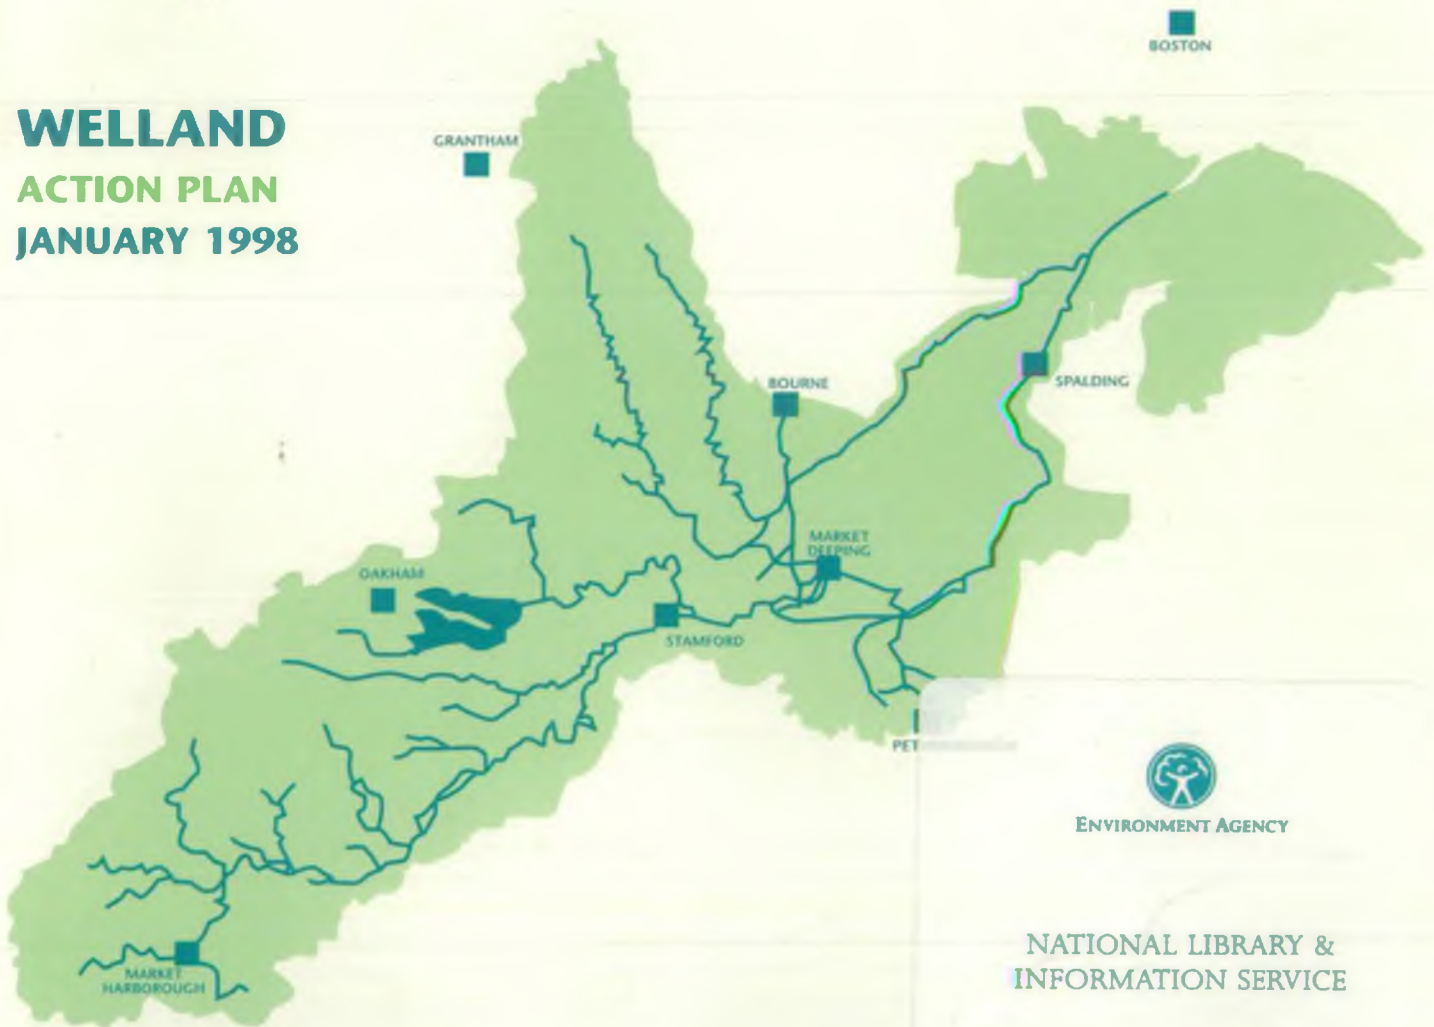 WELLAND
ACTION PLAN
JANUARY 1998
BOSTON
GRANTHAM
BOURNE
SPALDING
MARKET
DEEPING
OAKHAM
STAMFORD
PET
ENVIRONMENT AGENCY
MARKET
HARBOROUGH
NATIONAL LIBRARY &
INFORMATION SERVICE